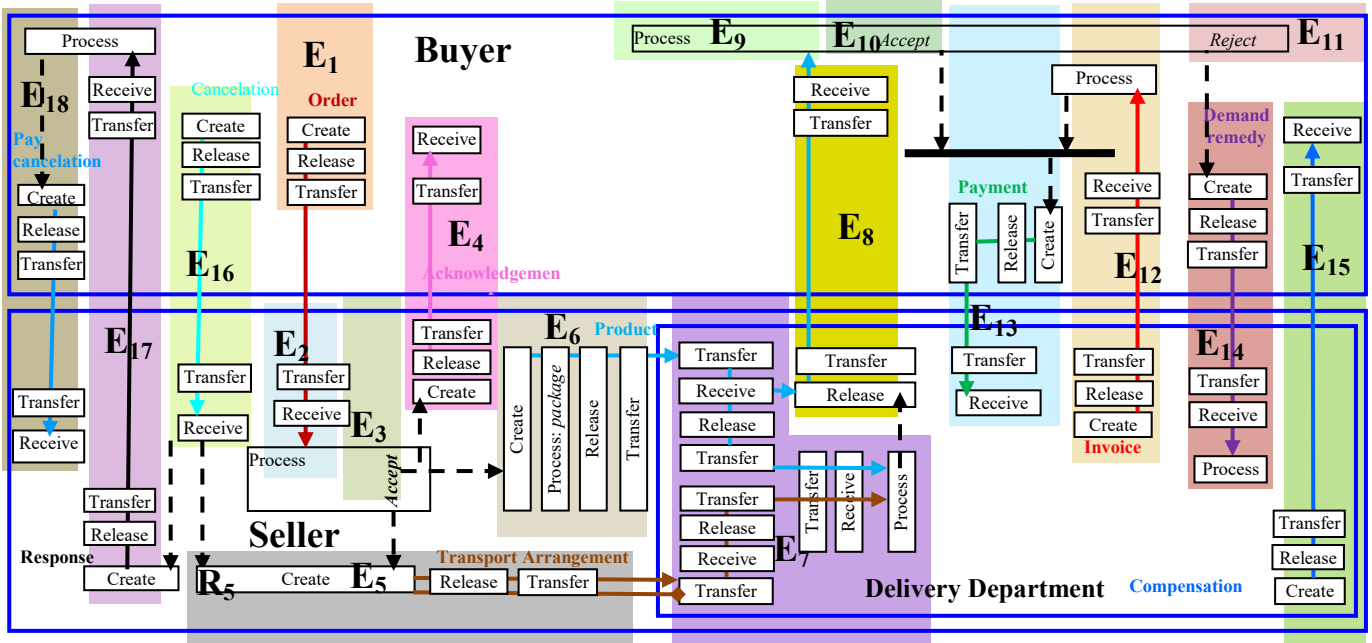 Process
E18
Receive
Transfer
Pay
cancelation
Create
Release
Transfer
Transfer
Receive
E17
Transfer
Release
Response
Create
Cancelation
Create
Release
Transfer
E16
Transfer
Receive
R5
E1
Order
Create
Release
Transfer
E2
Transfer
Receive
E3
Process
Accept
Seller
Create
E5
Transport Arrangement
Release
Transfer
Buyer
Receive
Transfer
E4
Acknowledgemen
Transfer
Release
Create
E6
Product
Create
Process: package
Release
Transfer
Transfer
Receive
Release
Transfer
Transfer
Release
Receive
Transfer
E7
Transfer
Receive
Process
Delivery Department
Process
E9
E10
Accept
Reject
E11
Receive
Transfer
E8
Transfer
Release
Process
Payment
Transfer
Release
Create
E13
Transfer
Receive
Receive
Transfer
E12
Transfer
Release
Create
Invoice
Demand
remedy
Create
Release
Transfer
E14
Transfer
Receive
Process
Receive
Transfer
E15
Transfer
Release
Create
Compensation